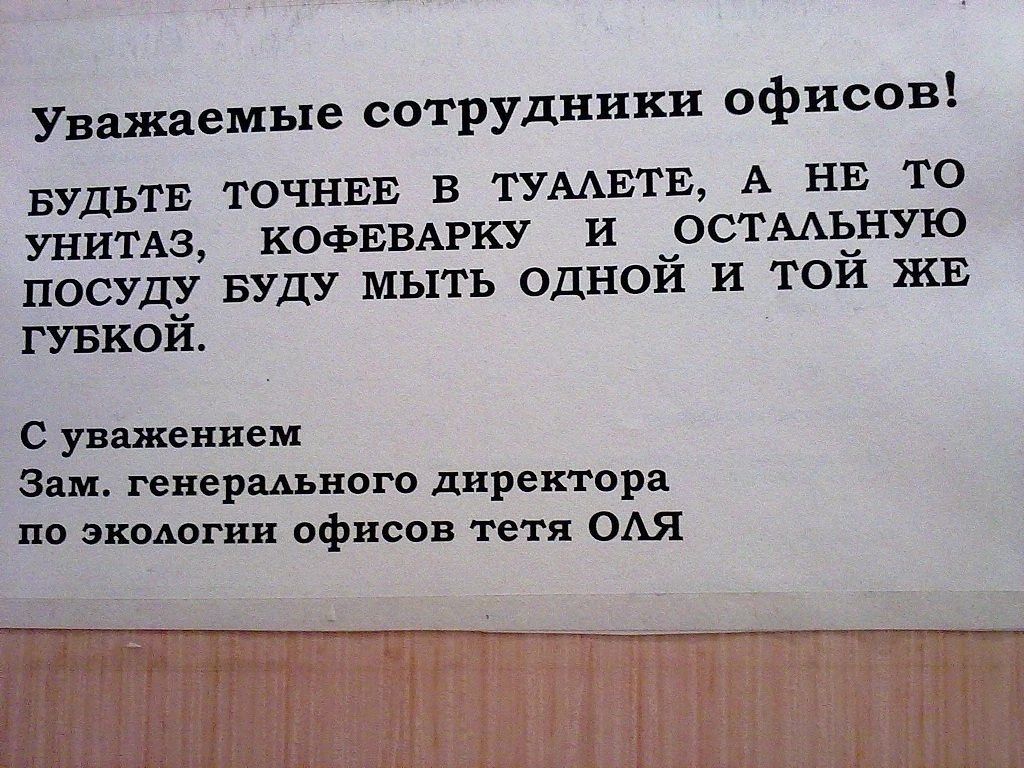 Уважаемые сотрудники офисов!
БУДЬТЕ ТОЧНЕЕ В ТУАЛЕТЕ, А НЕ ТО
УНИТАЗ, КОФЕВАРКУ И ОСТАЛЬНУЮ
ПОСУДУ БУДУ МЫТЬ ОДНОЙ И ТОЙ ЖЕ
ГУБКОЙ.
С уважением
Зам. генерального директора
по экологии офисов тетя ОЛЯ